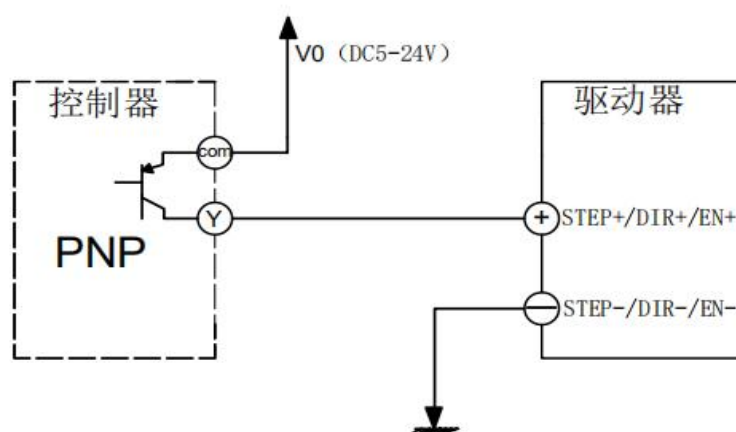 V0（DC5-24V）
控制器
驱动器
com
Y
STEP+/DIR+/EN+
PNP
STEP-/DIR-/EN-